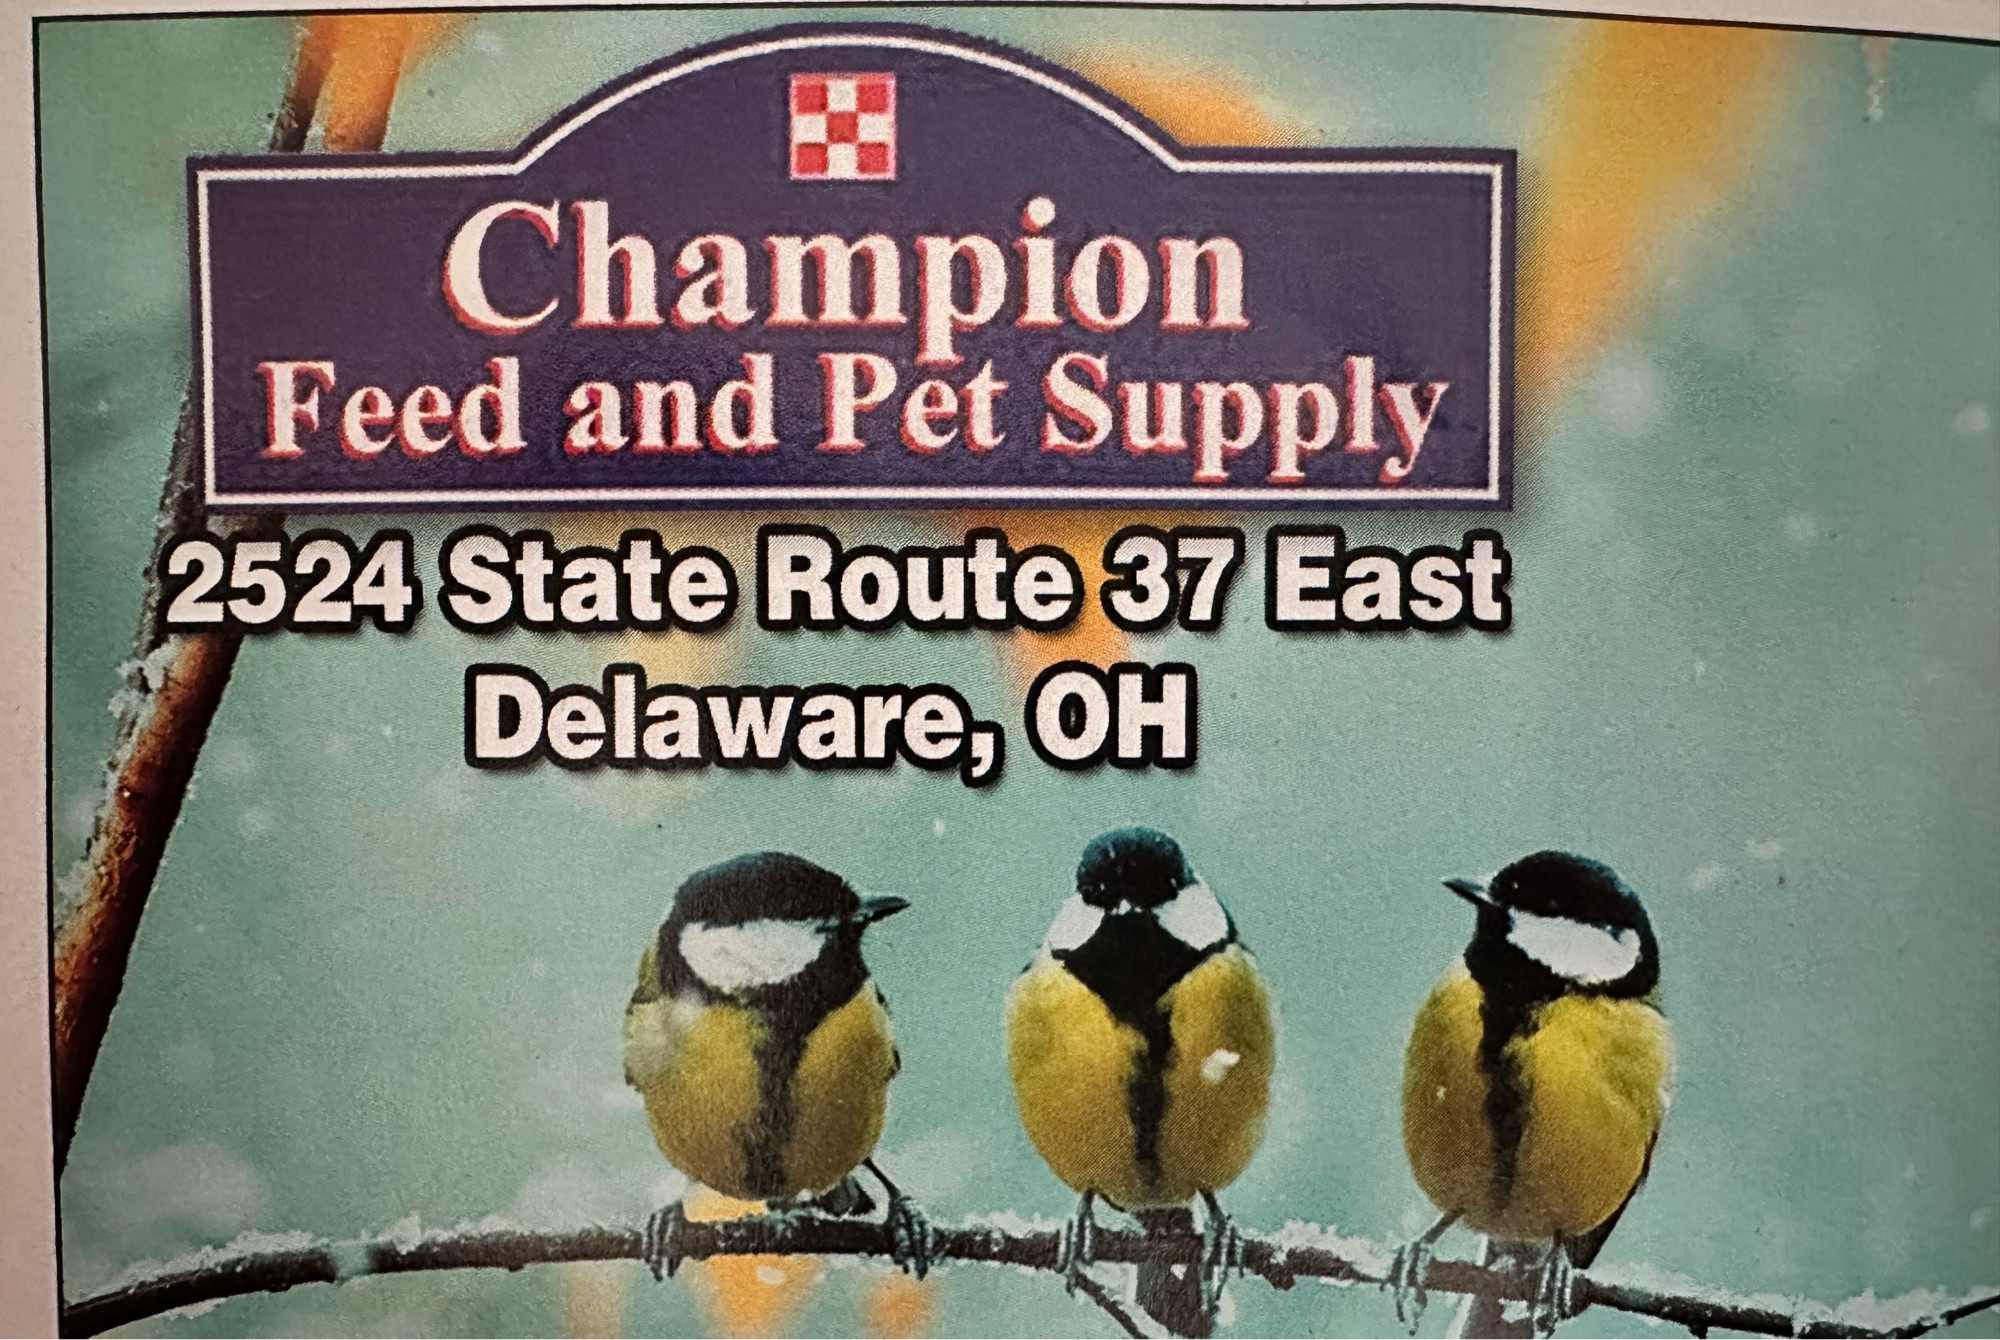 Champion
Feed and Pet Supply
2524 State Route 37 East
Delaware, OH